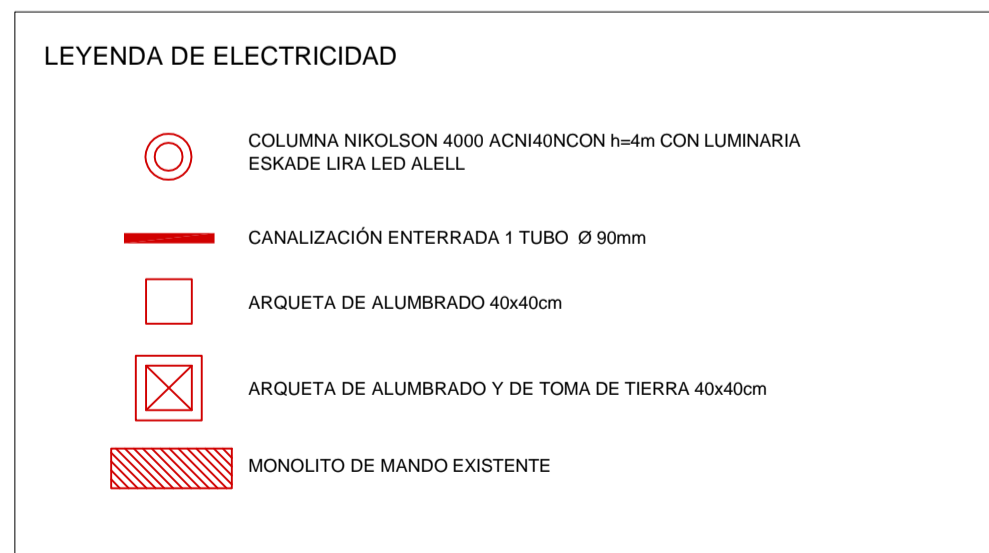 LEYENDA DE ELECTRICIDAD
COLUMNA NIKOLSON 4000 ACNI40NCON h=4m CON LUMINARIA
ESKADE LIRA LED ALELL
CANALIZACIÓN ENTERRADA 1 TUBO Ø 90mm
ARQUETA DE ALUMBRADO 40x40cm
ARQUETA DE ALUMBRADO Y DE TOMA DE TIERRA 40x40cm
MONOLITO DE MANDO EXISTENTE